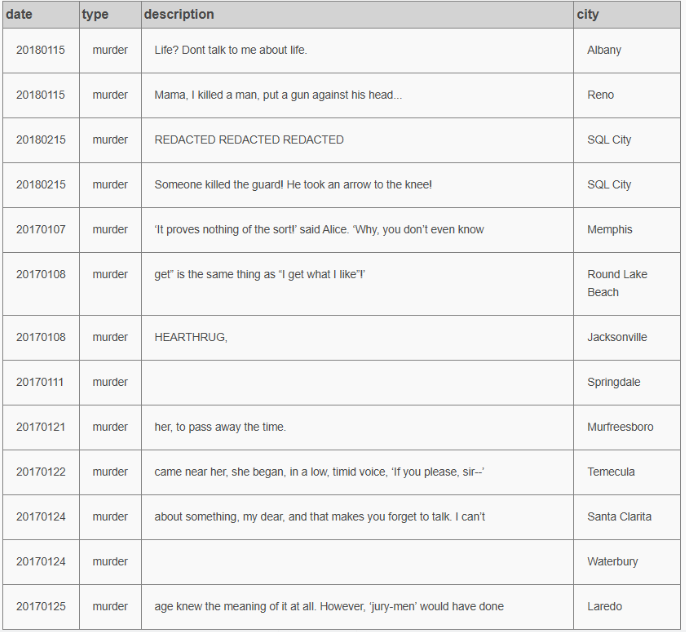 date type description city
20180115 murder Life? Dont talk to me about life. Albany
20180115 murder Mama, I killed a man, put a gun against his head... Reno
20180215 murder REDACTED REDACTED REDACTED SQL City
20180215 murder Someone killed the guard! He took an arrow to the knee! SQL City
20170107 murder ‘It proves nothing of the sort!’ said Alice. ‘Why, you don’t even know Memphis
20170108 murder get” is the same thing as “I get what I like”!’ Round Lake
Beach
20170108 murder HEARTHRUG, Jacksonville
20170111 murder Springdale
20170121 murder her, to pass away the time. Murfreesboro
20170122 murder came near her, she began, in a low, timid voice, ‘If you please, sir--’ Temecula
20170124 murder about something, my dear, and that makes you forget to talk. I can’t Santa Clarita
20170124 murder Waterbury
20170125 murder age knew the meaning of it at all. However, ‘jury-men’ would have done Laredo